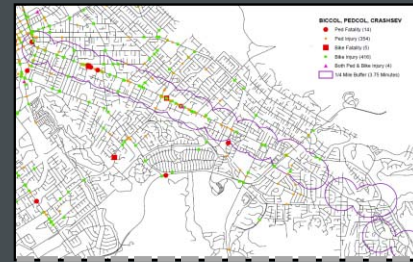 BICCOL, PEDCOL, CRASHSEV
Ped Fatality (14)
Ped Injury (394)
Bike Fatality (5)
Bike Injury (416)
Both Ped & Bike Injury (4)
1/4 Mile Buffer (3.75 Minutes)